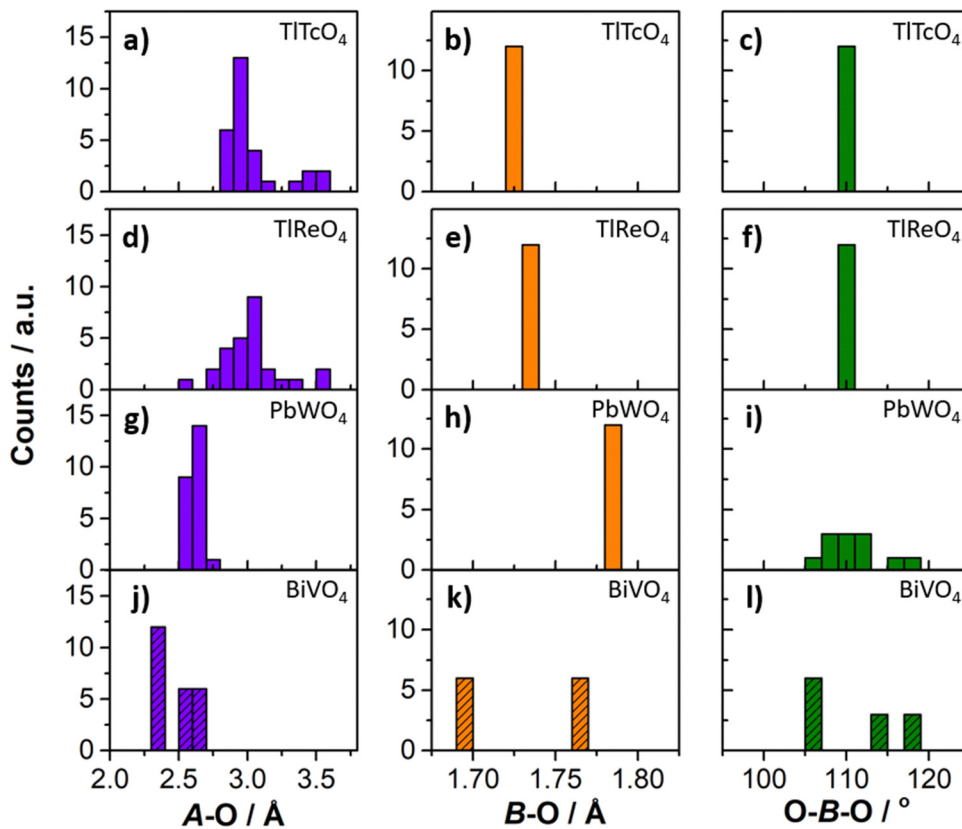 a) TlTcO₄
b) TlTcO₄
c) TlTcO₄
15
10
5
0
10
5
0
d) TlReO₄
e) TlReO₄
f) TlReO₄
15
10
5
0
10
5
0
g) PbWO₄
h) PbWO₄
i) PbWO₄
15
10
5
0
10
5
0
j) BiVO₄
k) BiVO₄
l) BiVO₄
15
10
5
0
10
5
0
Counts / a.u.
2.0 2.5 3.0 3.5
1.70 1.75 1.80
100 110 120
A-O / Å
B-O / Å
O-B-O / °